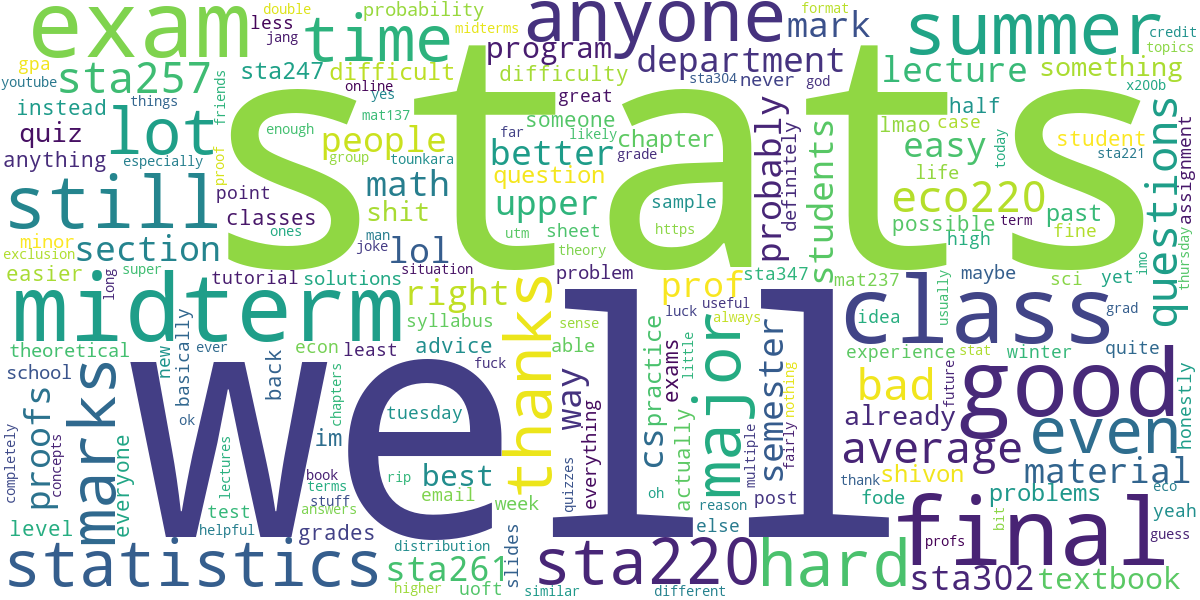 exam
less
double
jang
time
probability
midterms
anyone
mark
format
summer
credit
topics
gpa
youtube
sta257
friends
sta247
difficult
program
online
yes
mat137
difficulty
great
department
sta304
never
god
lecture
something
x200b
things
instead
quiz
lot
anything
especially
proof
enough
people
group
tounkara
far
likely
someone
better
question
grade
chapter
stats
probably
definitely
students
lmao
case
half
easy
life
today
student
sta221
questions
assignment
thursday
still
point
classes
ones
math
shit
man
joke
lol
upper
utm
sheet
sample
https
theory
eco220
possible
past
term
fine
high
minor
exclusion
section
easier
long
super
tutorial
solutions
situation
problem
sta347
mat237
usually
maybe
sci
yet
imo
midterm
right
syllabus
thanks
prof
useful
luck
always
class
idea
grad
theoretical
school
new
basically
ever
ok
back
econ
least
chapters
advice
fuck
sense
able
practice
exams
little
major
experience
stat
winter
future
quite
honestly
well
tuesday
way
everything
cs
actually
semester
multiple
fairly
nothing
bad
already
good
even
completely
proofs
concepts
marks
everyone
lectures
im
book
terms
stuff
answers
rip
best
email
week
quizzes
oh
reason
else
post
average
shivon
thank
fode
material
problems
bit
eco
yeah
guess
level
test
helpful
grades
distribution
slides
final
profs
statistics
higher
sta261
uoft
similar
sta220
different
hard
sta302
textbook